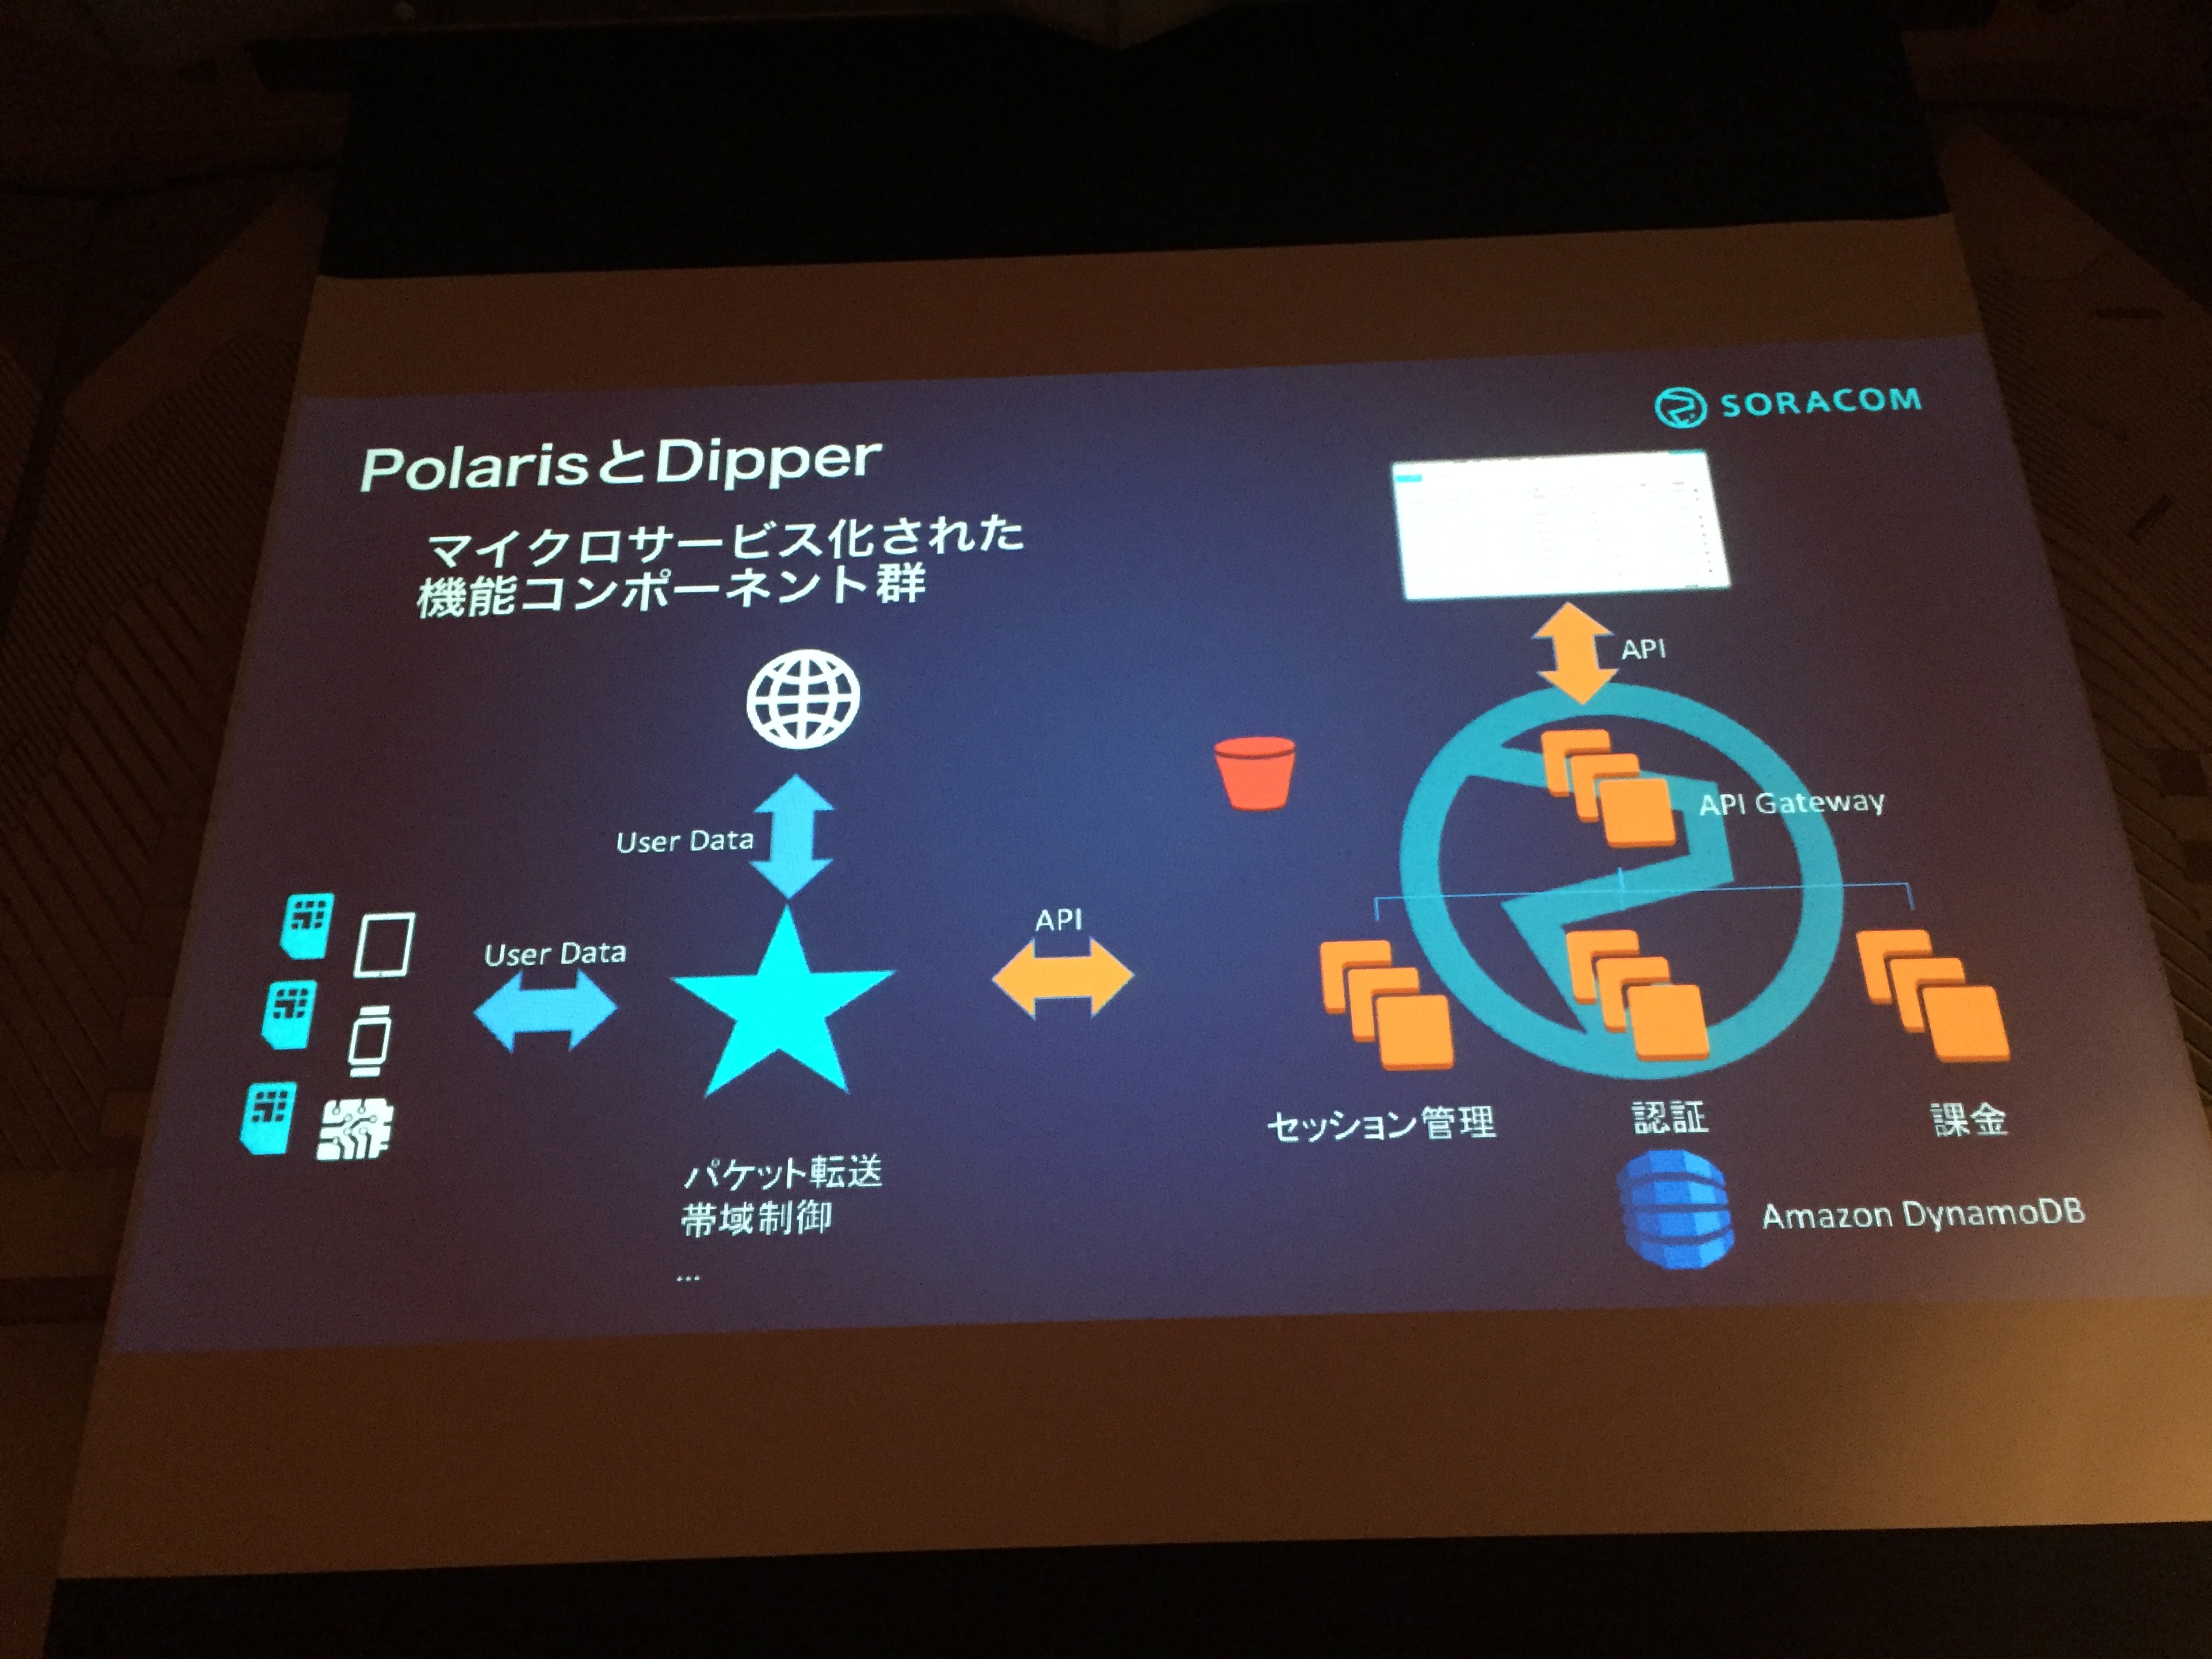 SORACOM
PolarisとDipper
マイクロサービス化された
機能コンポーネント群
API
API Gateway
User Data
User Data
API
セッション管理
認証
課金
パケット転送
帯域制御
...
Amazon DynamoDB